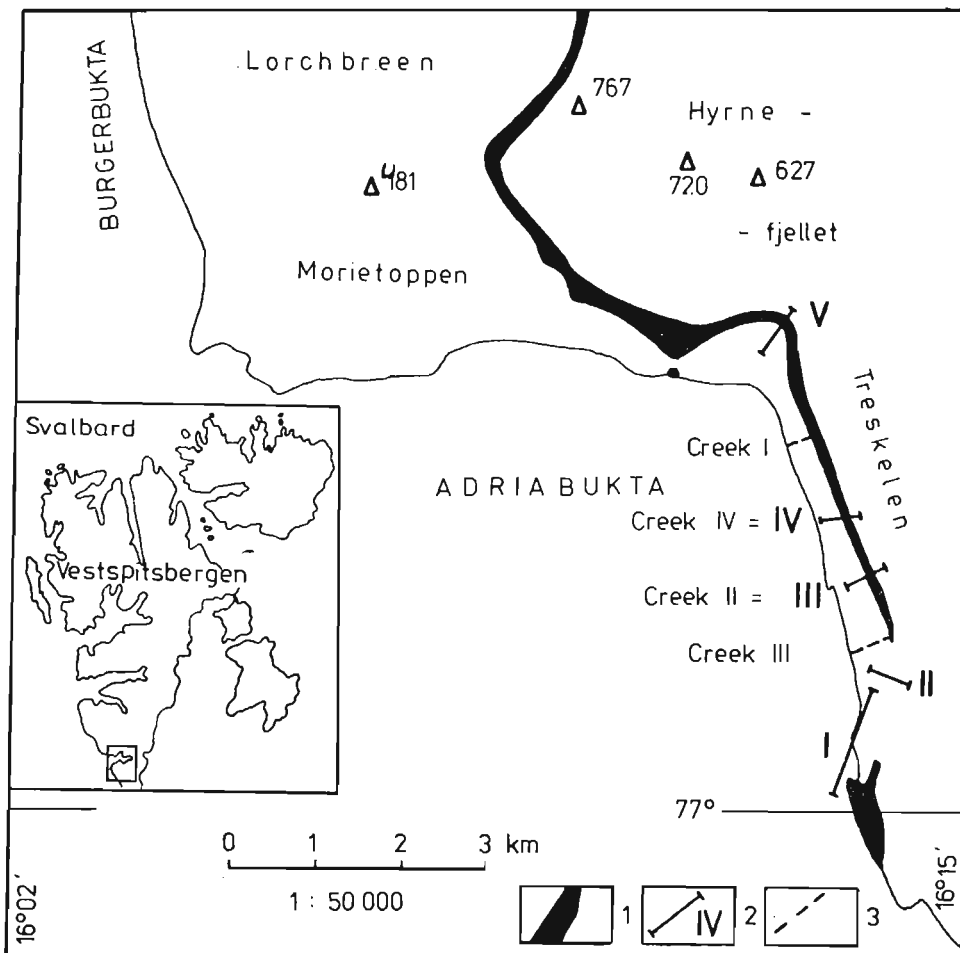 BURGERBUKTA
Lorchbreen
767
Hyrne -
720
627
481
- fjellet
Morietoppen
V
Treskelen
Svalbard
Creek I
ADRIABUKTA
Creek IV = IV
Vestspitsbergen
Creek II = III
Creek III
II
I
77°
0 1 2 3 km
1 : 50 000
16°02′
16°15′
1
IV
2
3